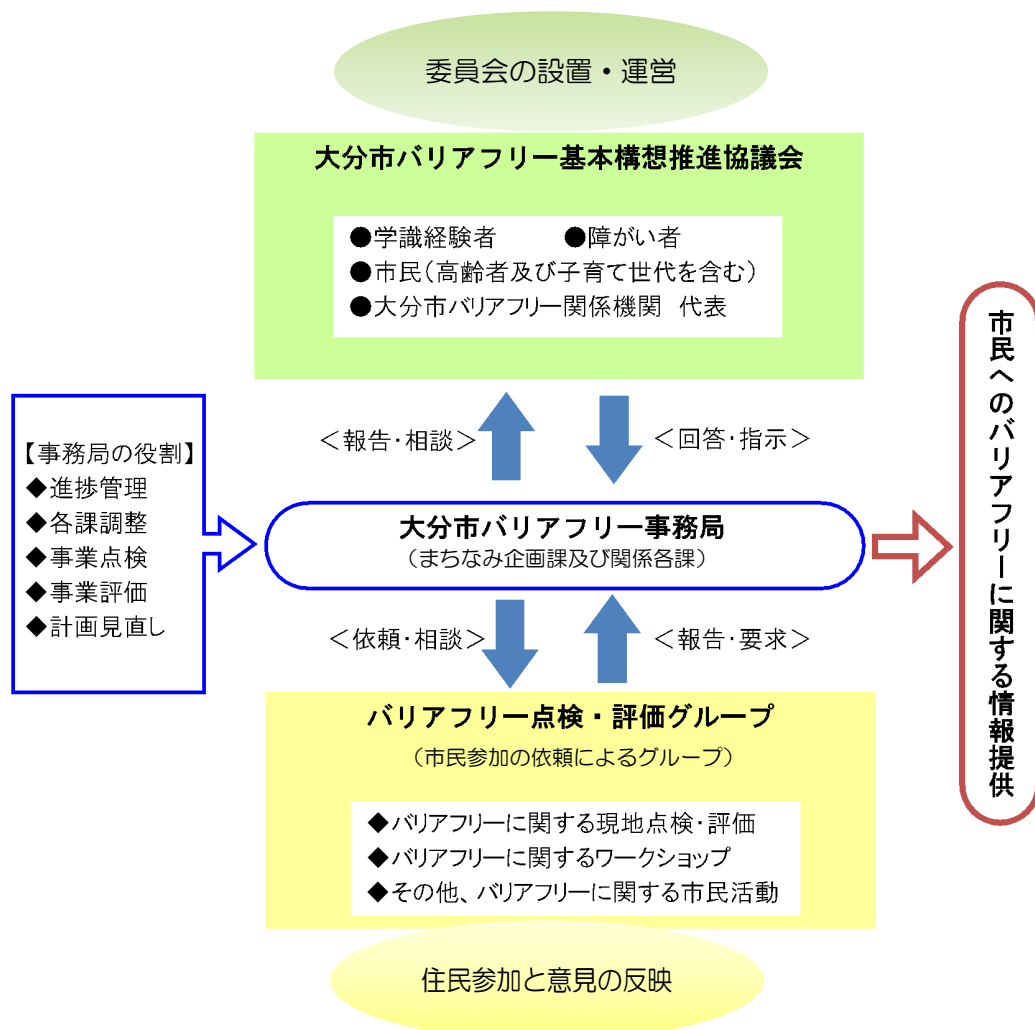 委員会の設置・運営
大分市バリアフリー基本構想推進協議会
●学識経験者　●障がい者
●市民(高齢者及び子育て世代を含む)
●大分市バリアフリー関係機関　代表
＜報告・相談＞
＜回答・指示＞
【事務局の役割】
◆進捗管理
◆各課調整
◆事業点検
◆事業評価
◆計画見直し
大分市バリアフリー事務局
(まちなみ企画課及び関係各課)
市民へのバリアフリーに関する情報提供
＜依頼・相談＞
＜報告・要求＞
バリアフリー点検・評価グループ
(市民参加の依頼によるグループ)
◆バリアフリーに関する現地点検・評価
◆バリアフリーに関するワークショップ
◆その他、バリアフリーに関する市民活動
住民参加と意見の反映